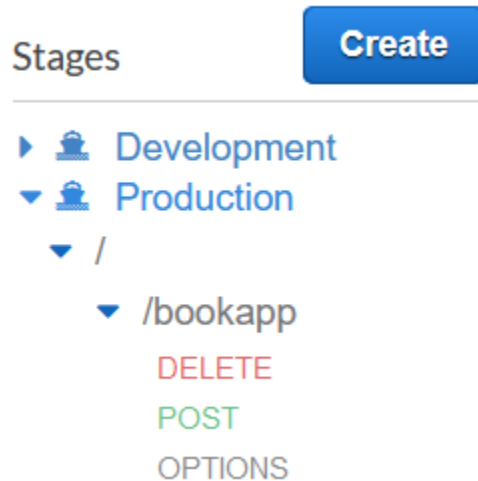 Stages
Create
Development
Production
/
/bookapp
DELETE
POST
OPTIONS